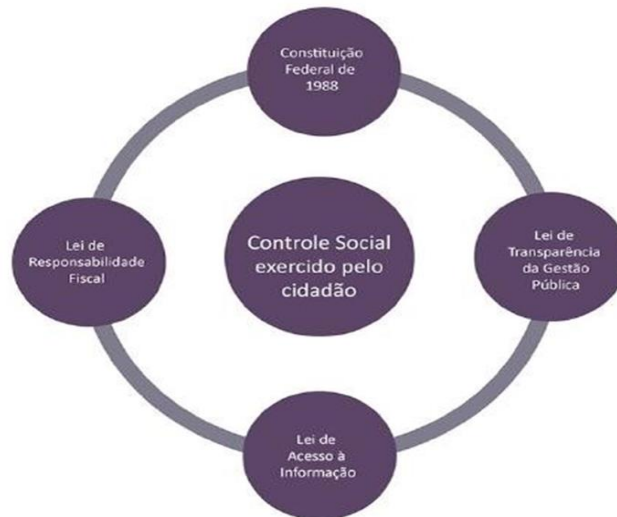 Constituição
Federal de
1988
Lei de
Responsabilidade
Fiscal
Controle Social
exercido pelo
cidadão
Lei de
Transparência
da Gestão
Pública
Lei de
Acesso à
Informação